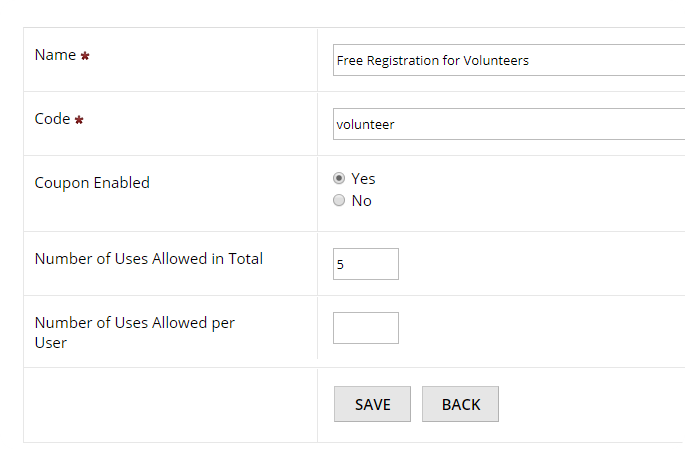 Name *
Free Registration for Volunteers
Code *
volunteer
Coupon Enabled
Yes
No
Number of Uses Allowed in Total
5
Number of Uses Allowed per
User
SAVE
BACK